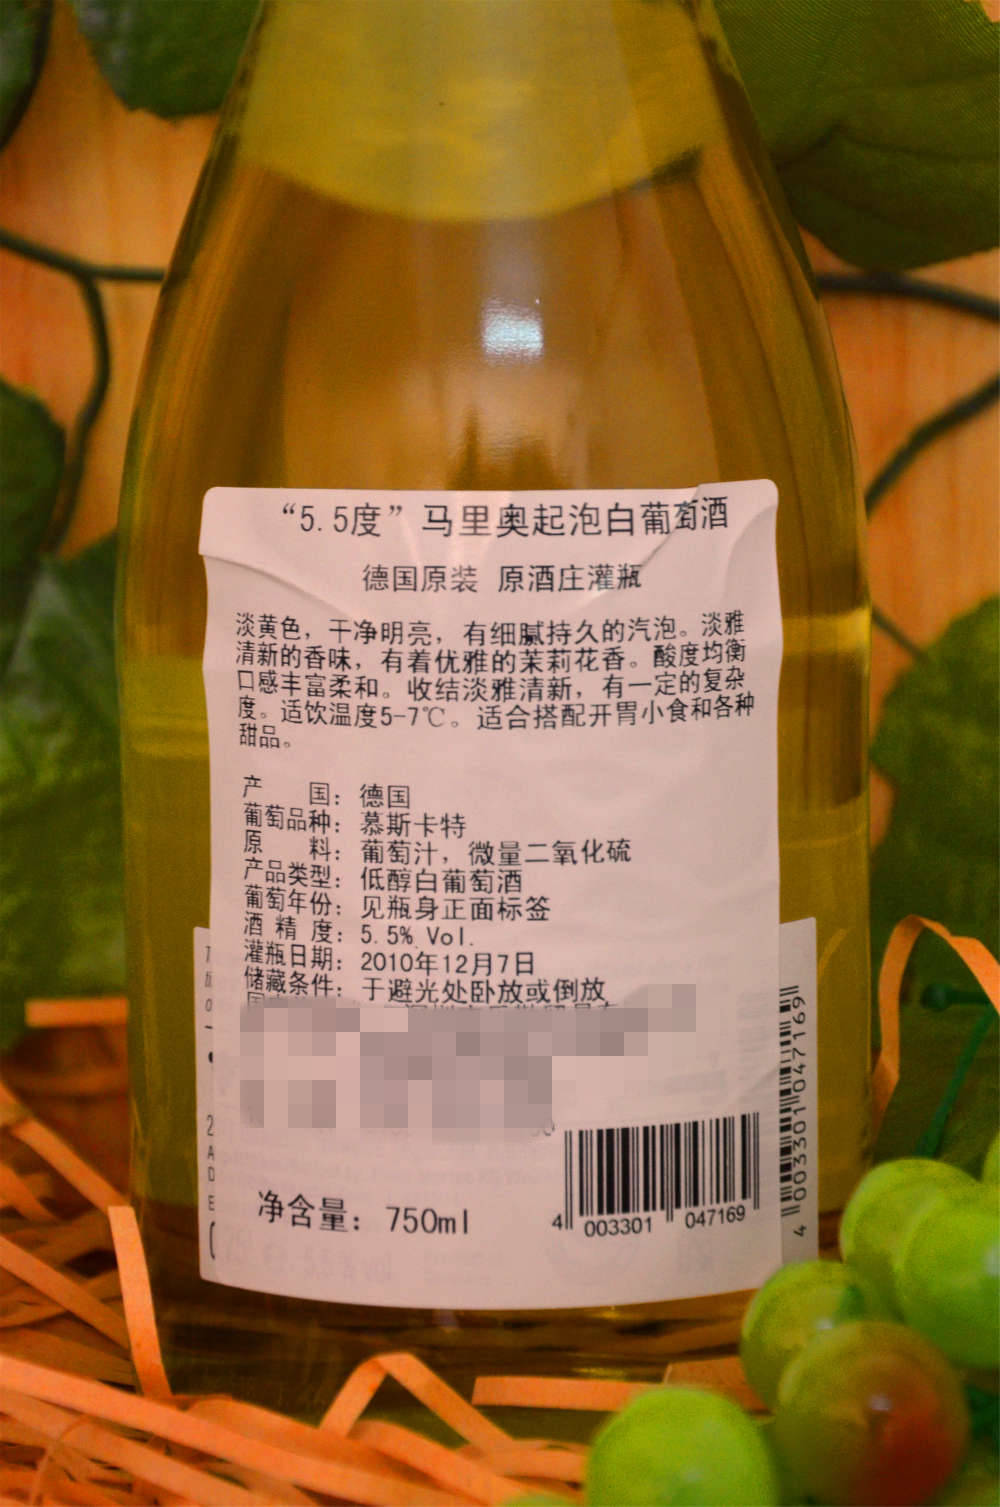 “5.5度”马里奥起泡白葡萄酒
德国原装 原酒庄灌瓶
淡黄色，干净明亮，有细腻持久的汽泡。淡雅
清新的香味，有着优雅的茉莉花香。酸度均衡
口感丰富柔和。收结淡雅清新，有一定的复杂
度。适饮温度5-7℃。适合搭配开胃小食和各种
甜品。
产 国：德国
葡萄品种：慕斯卡特
原 料：葡萄汁，微量二氧化硫
产品类型：低醇白葡萄酒
葡萄年份：见瓶身正面标签
酒 精 度：5.5% Vol.
灌瓶日期：2010年12月7日
储藏条件：于避光处卧放或倒放
净含量：750ml
4 003301 047169
4 003301 047169